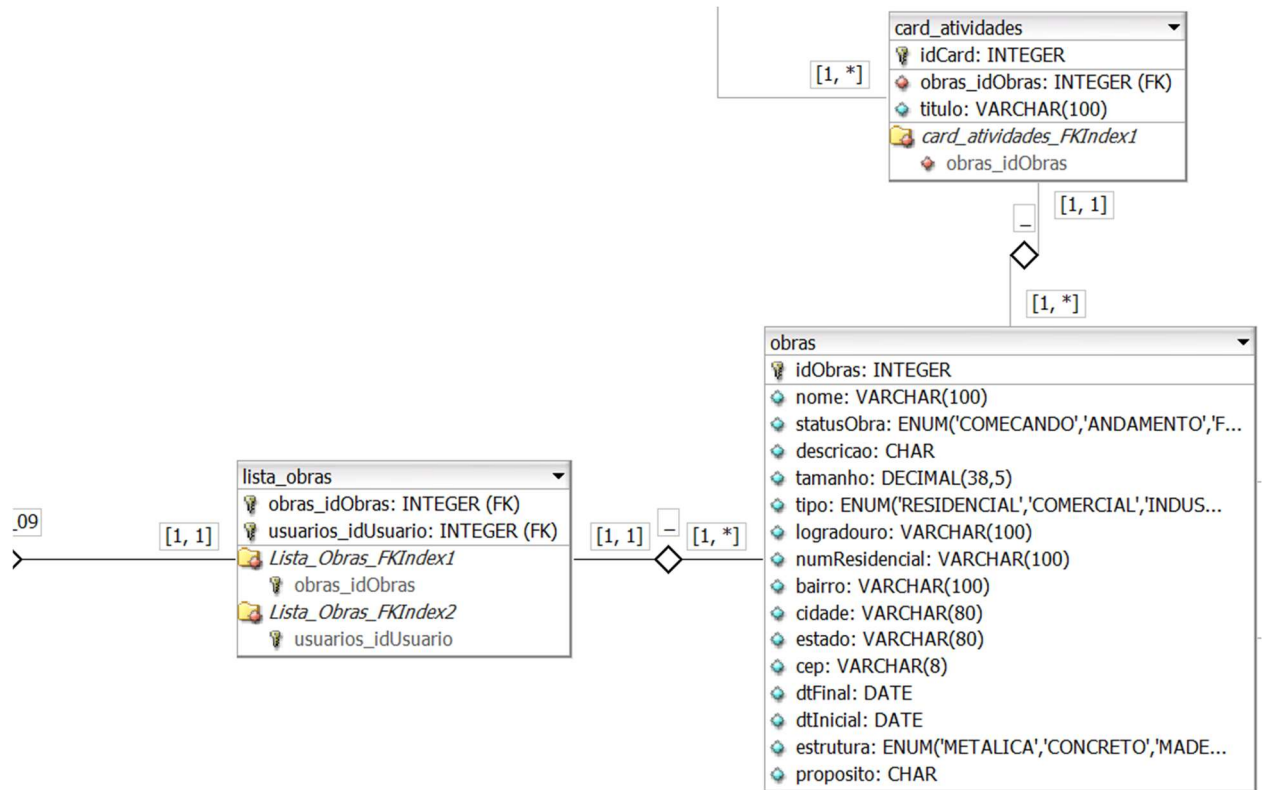 card_atividades
idCard: INTEGER
[1, *]
obras_idObras: INTEGER (FK)
titulo: VARCHAR(100)
card_atividades_FKIndex1
obras_idObras
[1, 1]
_
[1, *]
obras
idObras: INTEGER
nome: VARCHAR(100)
statusObra: ENUM('COMECANDO','ANDAMENTO','F...
descricao: CHAR
tamanho: DECIMAL(38,5)
tipo: ENUM('RESIDENCIAL','COMERCIAL','INDUS...
logradouro: VARCHAR(100)
numResidencial: VARCHAR(100)
bairro: VARCHAR(100)
cidade: VARCHAR(80)
estado: VARCHAR(80)
cep: VARCHAR(8)
dtFinal: DATE
dtInicial: DATE
estrutura: ENUM('METALICA','CONCRETO','MADE...
proposito: CHAR
lista_obras
obras_idObras: INTEGER (FK)
usuarios_idUsuario: INTEGER (FK)
Lista_Obras_FKIndex1
obras_idObras
Lista_Obras_FKIndex2
usuarios_idUsuario
_09
[1, 1]
[1, 1]
_
[1, *]